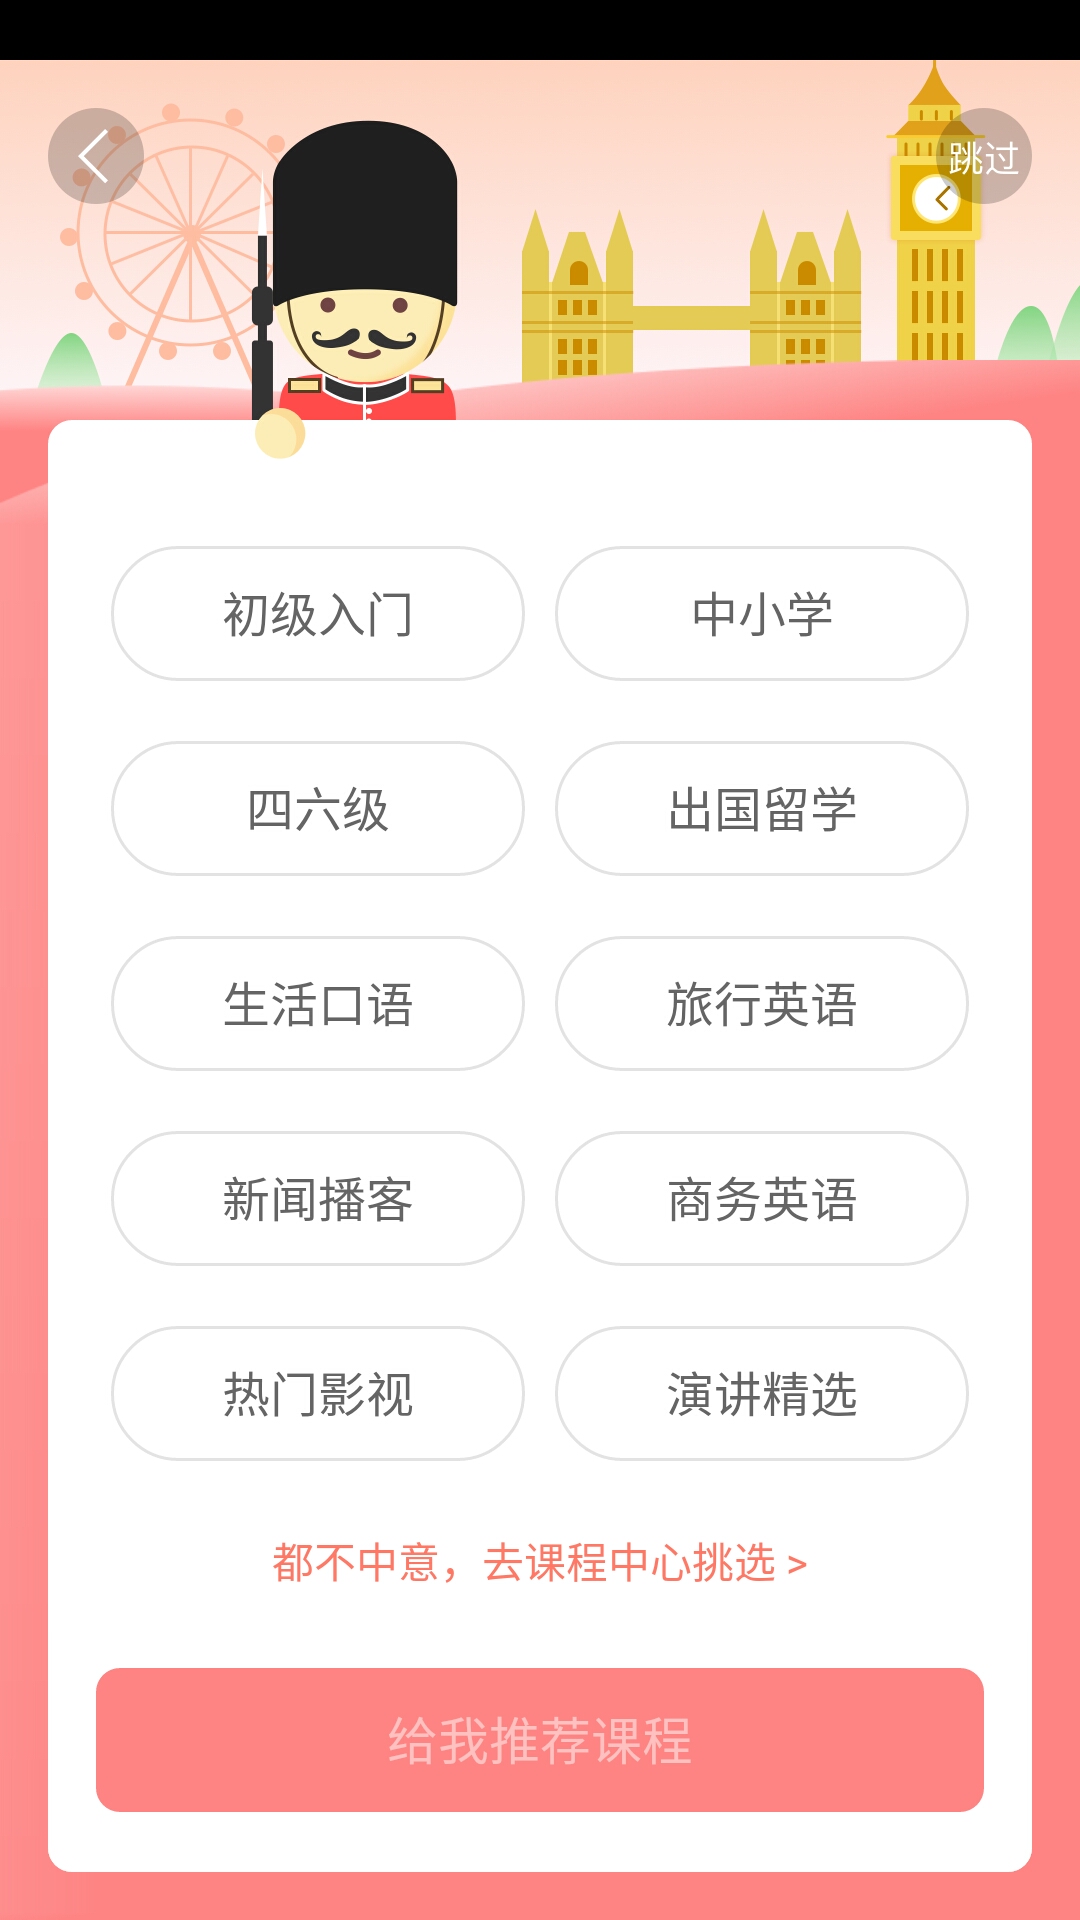 跳过
初级入门
中小学
四六级
出国留学
生活口语
旅行英语
新闻播客
商务英语
热门影视
演讲精选
都不中意，去课程中心挑选 >
给我推荐课程